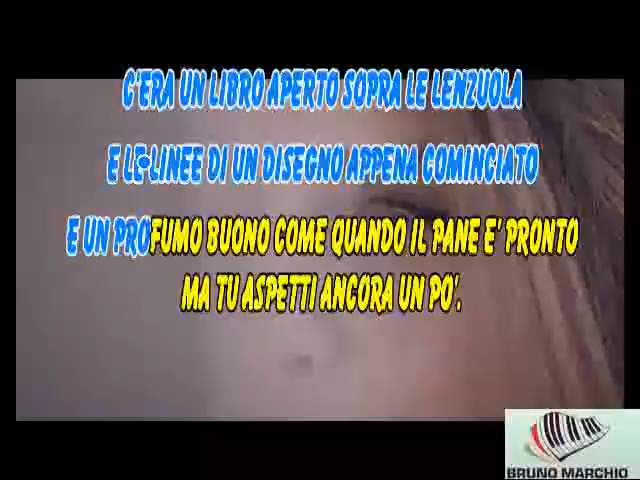 C'ERA UN LIBRO APERTO SOPRA LE LENZUOLA
E LE LINEE DI UN DISEGNO APPENA COMINCIATO
E UN PROFUMO BUONO COME QUANDO IL PANE E' PRONTO
MA TU ASPETTI ANCORA UN PO'.
BRUNO MARCHIO